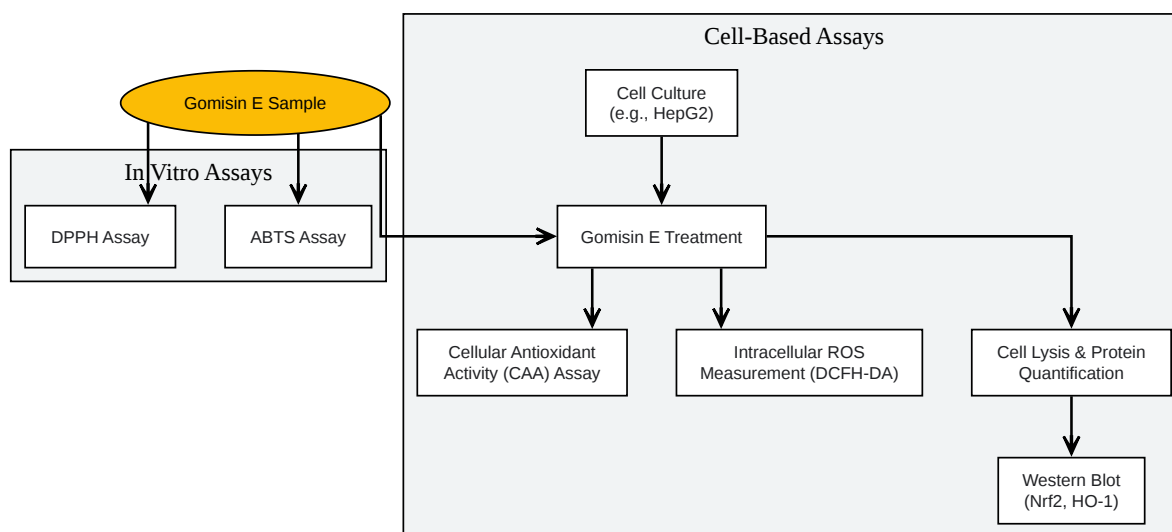 Cell-Based Assays
Gomisin E Sample
Cell Culture
(e.g., HepG2)
In Vitro Assays
DPPH Assay
ABTS Assay
Gomisin E Treatment
Cellular Antioxidant
Activity (CAA) Assay
Intracellular ROS
Measurement (DCFH-DA)
Cell Lysis & Protein
Quantification
Western Blot
(Nrf2, HO-1)